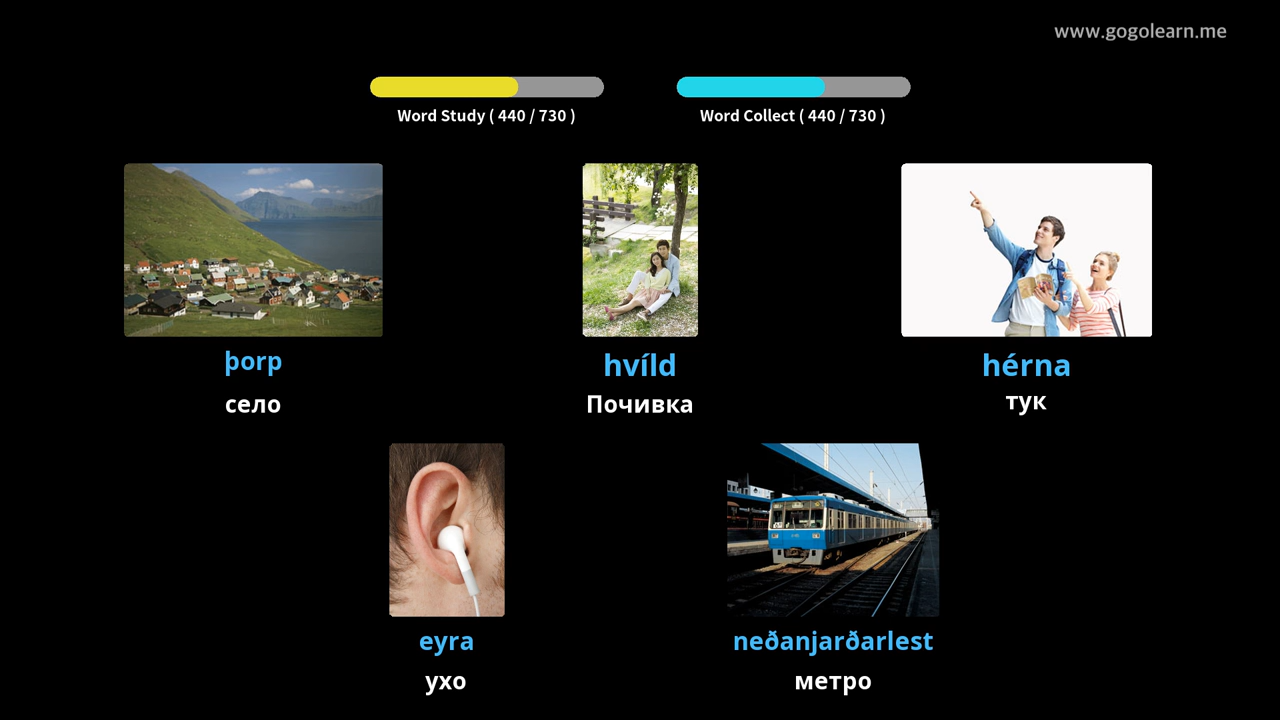 www.gogolearn.me
Word Study ( 440 / 730 )
Word Collect ( 440 / 730 )
þorp
село
hvíld
Почивка
hérna
тук
eyra
ухо
neðanjarðarlest
метро